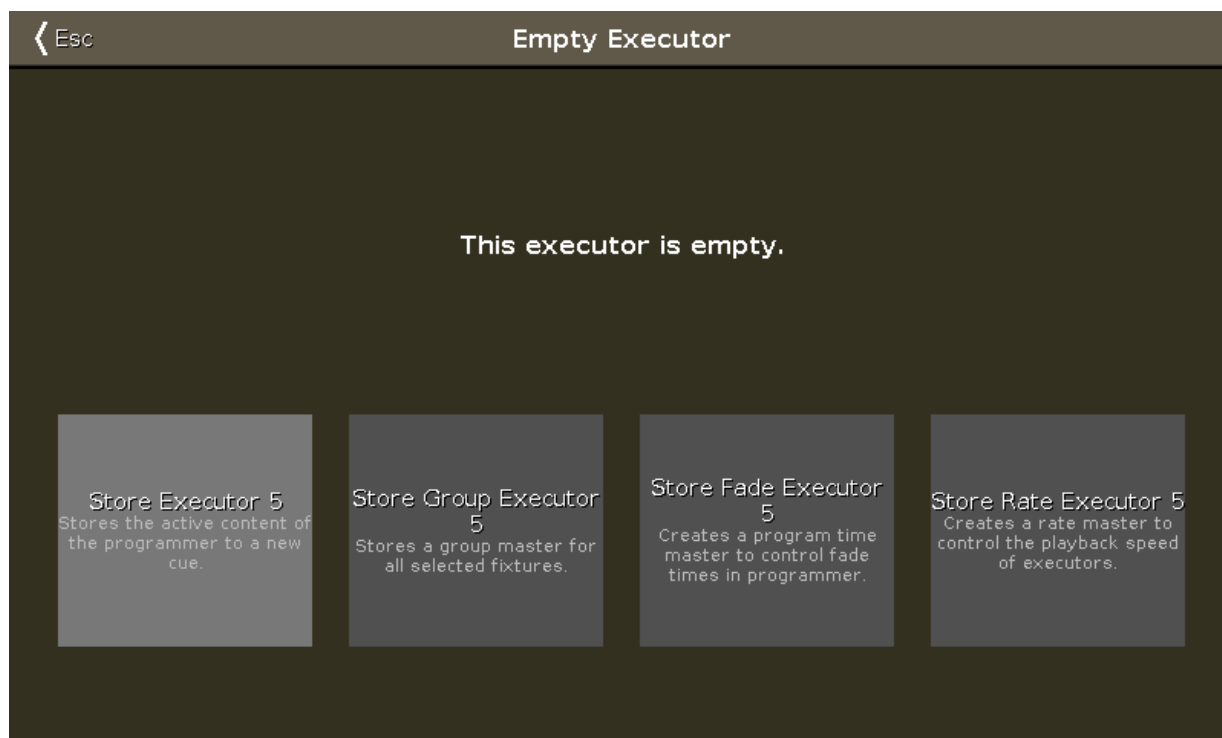 Esc
Empty Executor
This executor is empty.
Store Executor 5
Stores the active content of
the programmer to a new
cue.
Store Group Executor
5
Stores a group master for
all selected fixtures.
Store Fade Executor
5
Creates a program time
master to control fade
times in programmer.
Store Rate Executor 5
Creates a rate master to
control the playback speed
of executors.